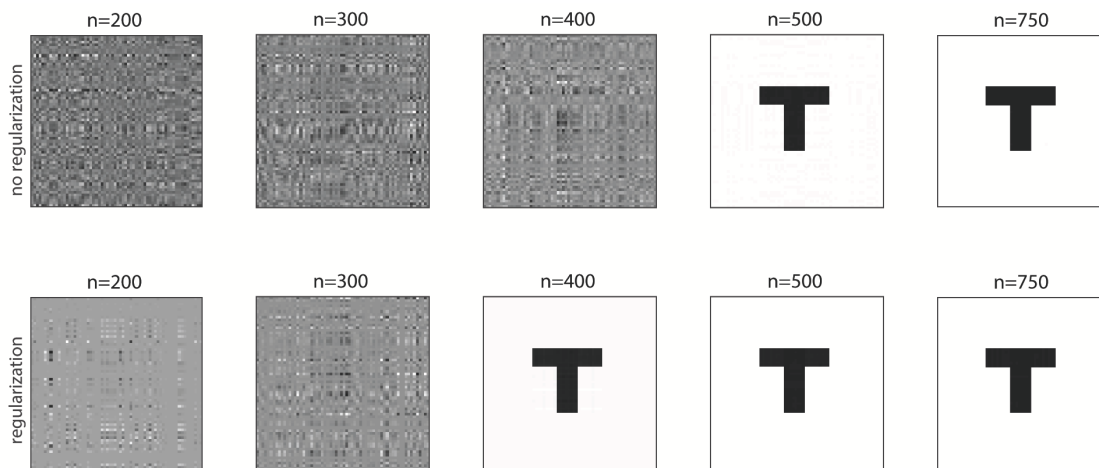 n=200 n=300 n=400 n=500 n=750
no regularization
n=200 n=300 n=400 n=500 n=750
regularization